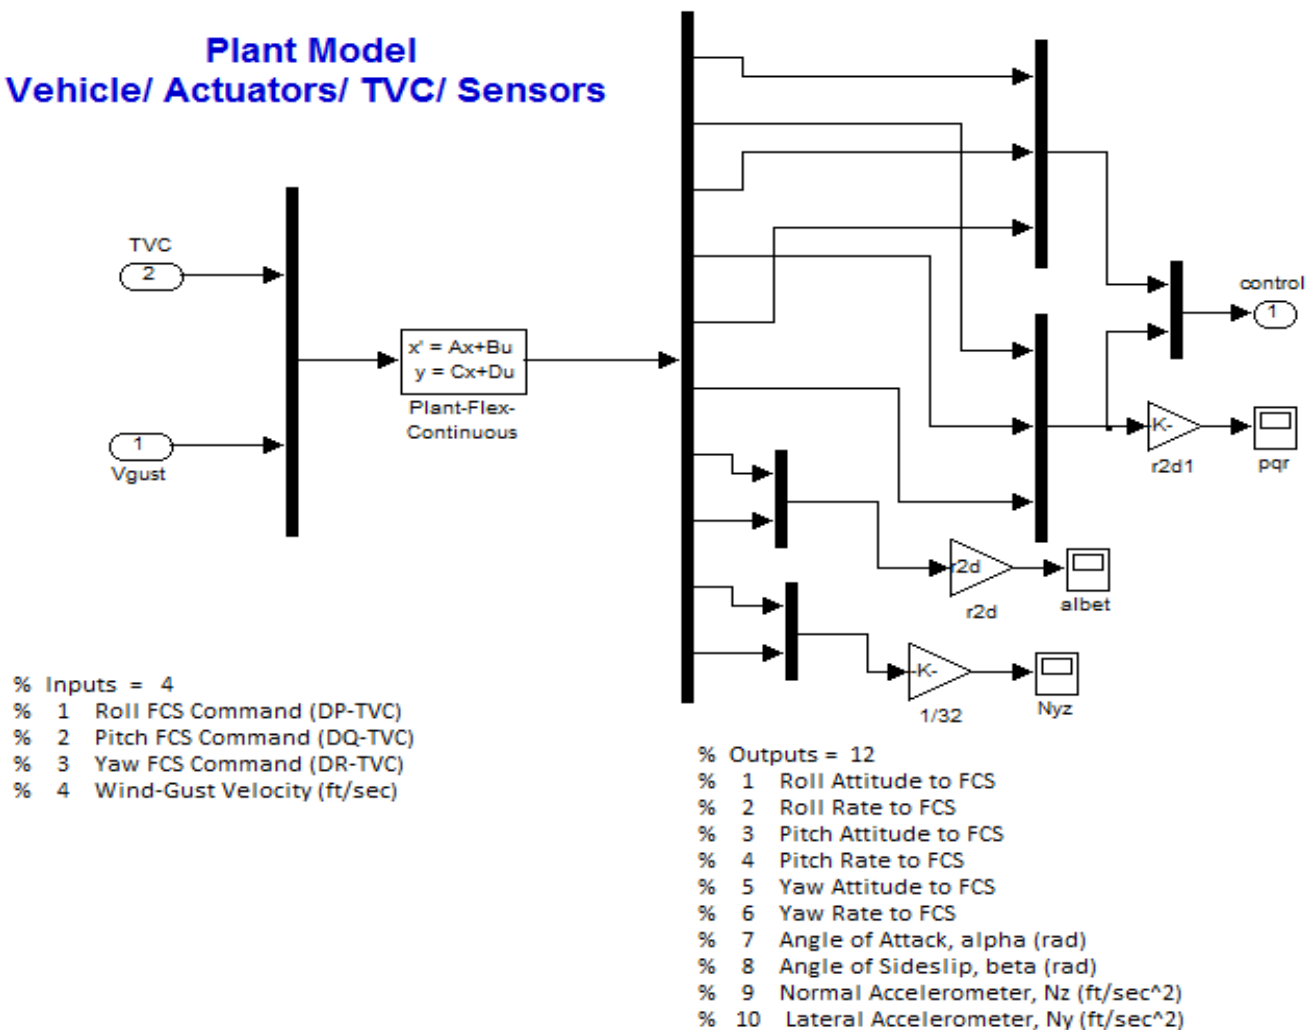 Plant Model
Vehicle/ Actuators/ TVC/ Sensors
TVC
2
1
Vgust
x' = Ax+Bu
y = Cx+Du
Plant-Flex-
Continuous
control
1
-K-
r2d1
pqr
r2d
r2d
albet
-K-
1/32
Nyz
% Inputs = 4
% 1 Roll FCS Command (DP-TVC)
% 2 Pitch FCS Command (DQ-TVC)
% 3 Yaw FCS Command (DR-TVC)
% 4 Wind-Gust Velocity (ft/sec)
% Outputs = 12
% 1 Roll Attitude to FCS
% 2 Roll Rate to FCS
% 3 Pitch Attitude to FCS
% 4 Pitch Rate to FCS
% 5 Yaw Attitude to FCS
% 6 Yaw Rate to FCS
% 7 Angle of Attack, alpha (rad)
% 8 Angle of Sideslip, beta (rad)
% 9 Normal Accelerometer, Nz (ft/sec^2)
% 10 Lateral Accelerometer, Ny (ft/sec^2)